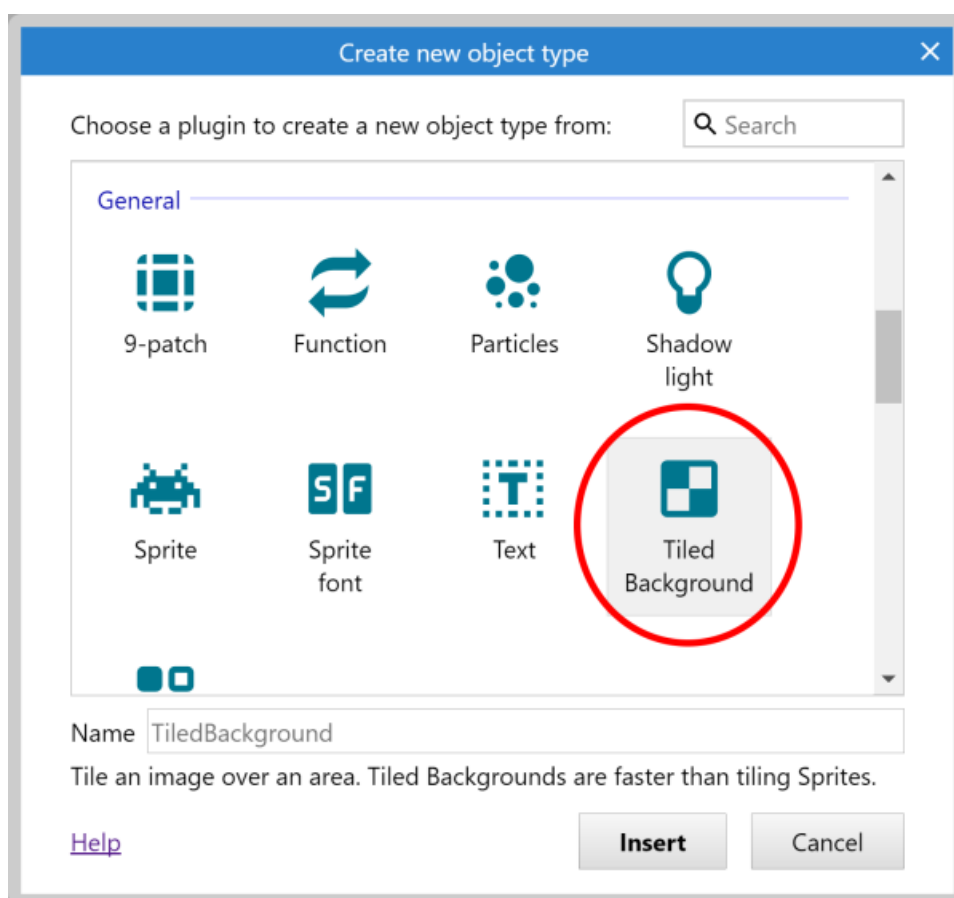 Create new object type
Choose a plugin to create a new object type from:
Search
General
9-patch
Function
Particles
Shadow
light
Sprite
Sprite
font
Text
Tiled
Background
Name
TiledBackground
Tile an image over an area. Tiled Backgrounds are faster than tiling Sprites.
Help
Insert
Cancel